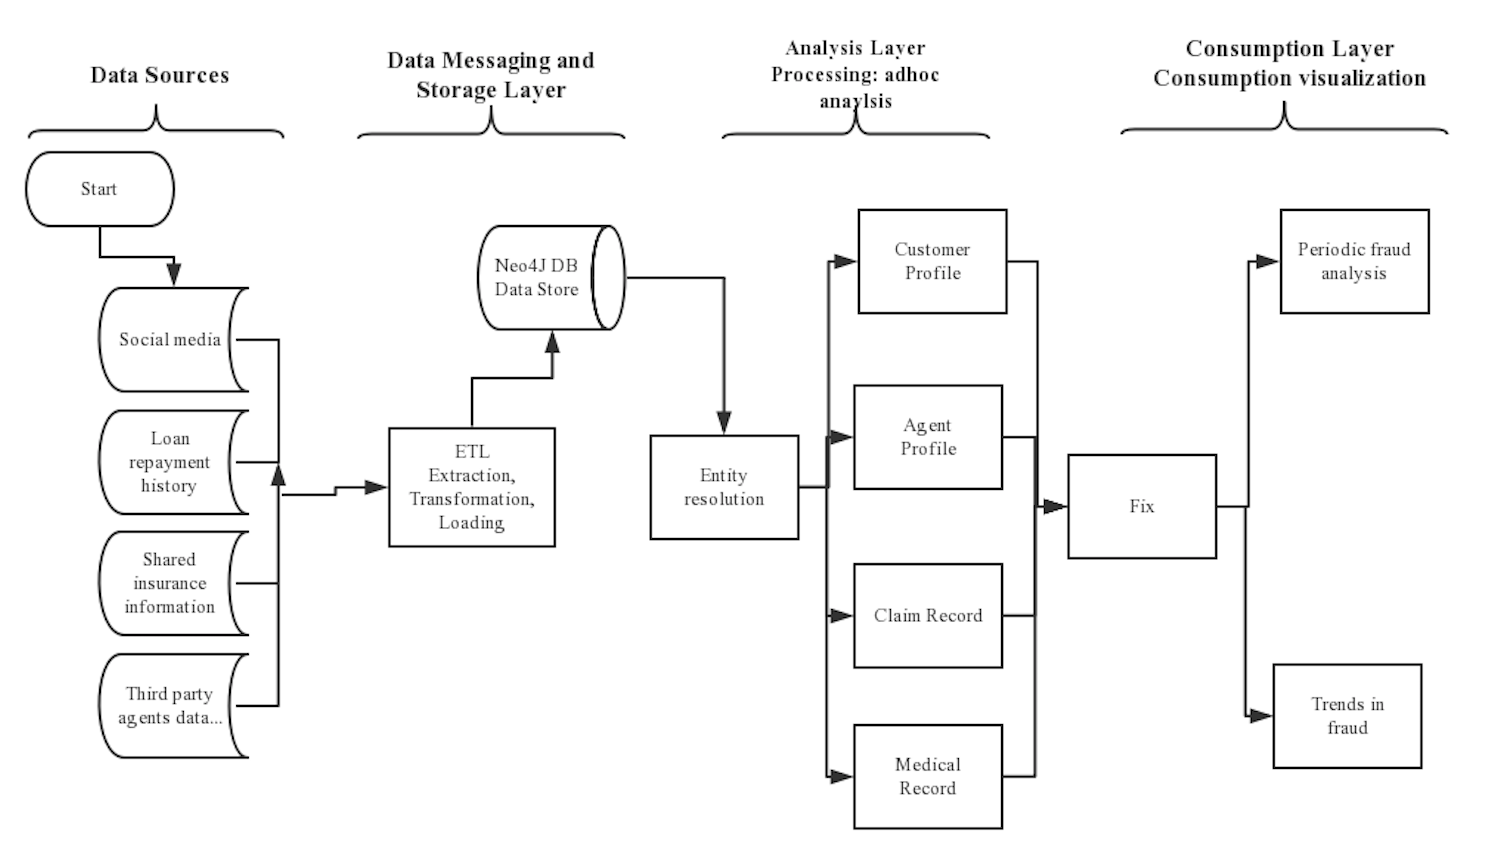 Data Sources
Data Messaging and
Storage Layer
Analysis Layer
Processing: adhoc
anaylsis
Consumption Layer
Consumption visualization
Start
Social media
Loan
repayment
history
Shared
insurance
information
Third party
agents data...
ETL
Extraction,
Transformation,
Loading
Neo4J DB
Data Store
Entity
resolution
Customer
Profile
Agent
Profile
Claim Record
Medical
Record
Fix
Periodic fraud
analysis
Trends in
fraud